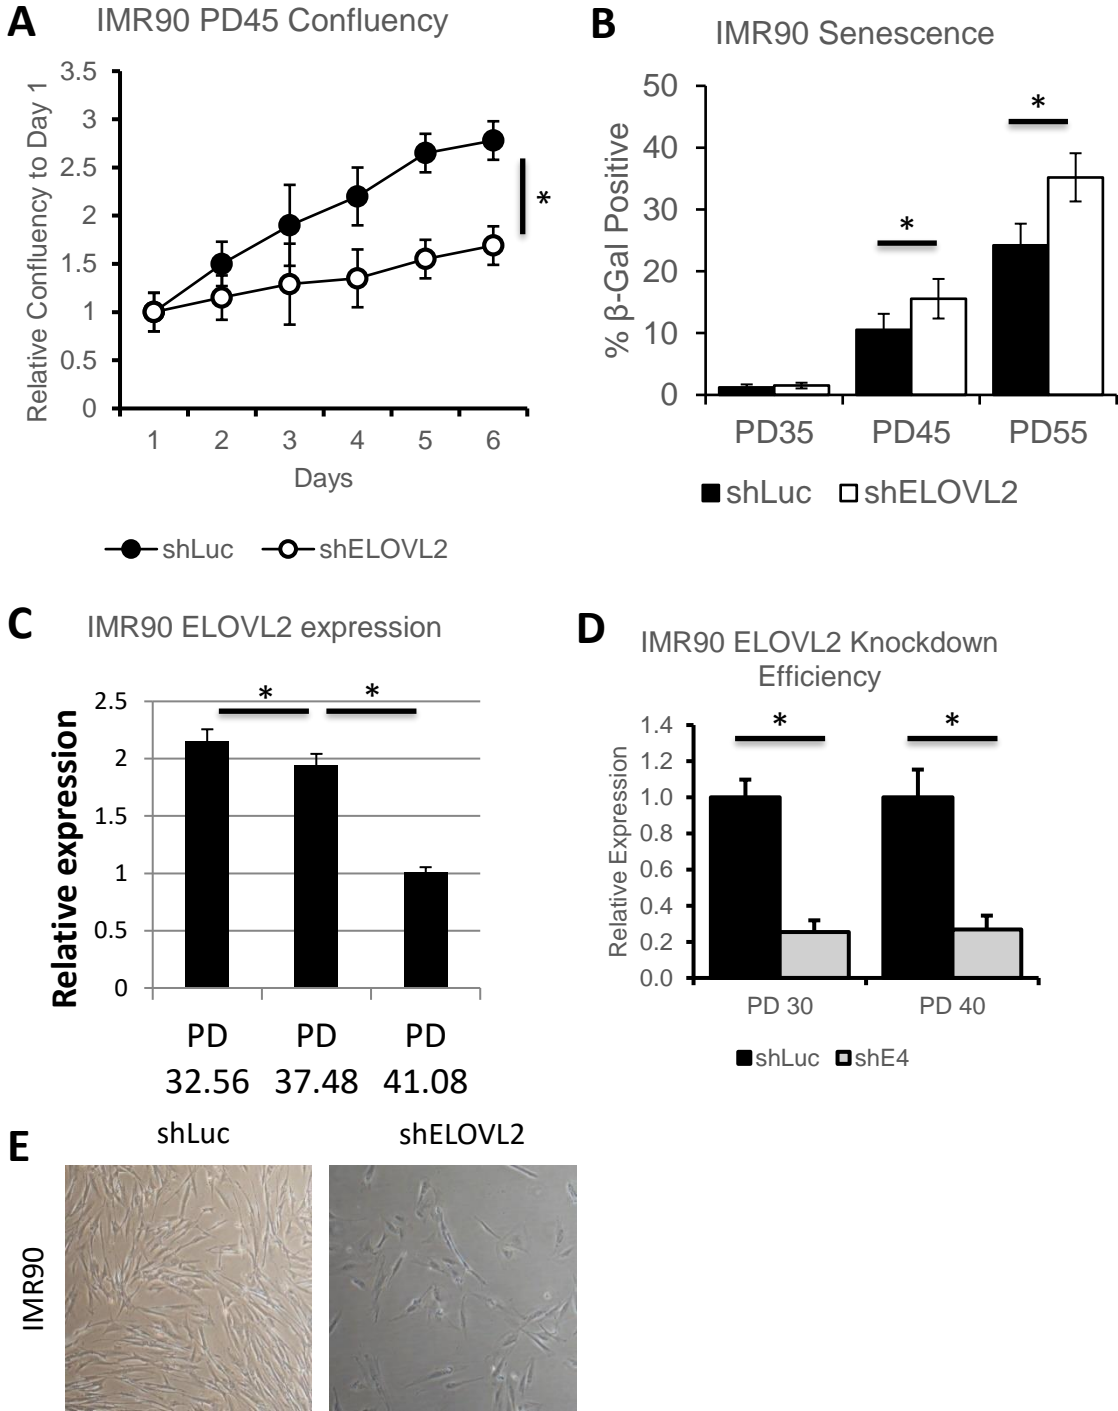 A
IMR90 PD45 Confluency
Relative Confluency to Day 1
3.5
3
2.5
2
1.5
1
0.5
0
*
1 2 3 4 5 6
Days
shLuc shELOVL2
B
IMR90 Senescence
% β-Gal Positive
50
40
30
20
10
0
*
*
PD35 PD45 PD55
shLuc shELOVL2
C
IMR90 ELOVL2 expression
Relative expression
2.5
2
1.5
1
0.5
0
* *
PD PD PD
32.56 37.48 41.08
D
IMR90 ELOVL2 Knockdown
Efficiency
Relative Expression
1.4
1.2
1.0
0.8
0.6
0.4
0.2
0.0
* *
PD 30 PD 40
shLuc shE4
E
shLuc shELOVL2
IMR90